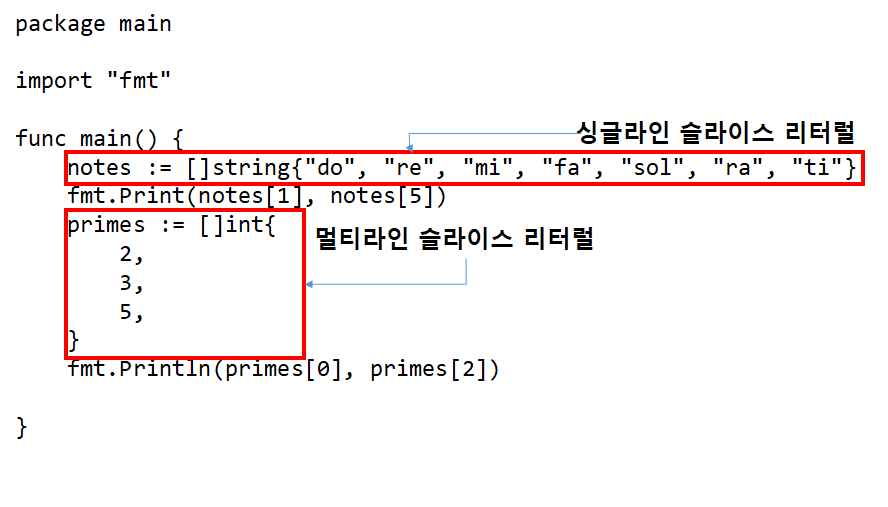 package main
import "fmt"
func main() {
싱글라인 슬라이스 리터럴
notes := []string{"do", "re", "mi", "fa", "sol", "ra", "ti"}
fmt.Print(notes[1], notes[5])
primes := []int{
멀티라인 슬라이스 리터럴
2,
3,
5,
}
fmt.Println(primes[0], primes[2])
}